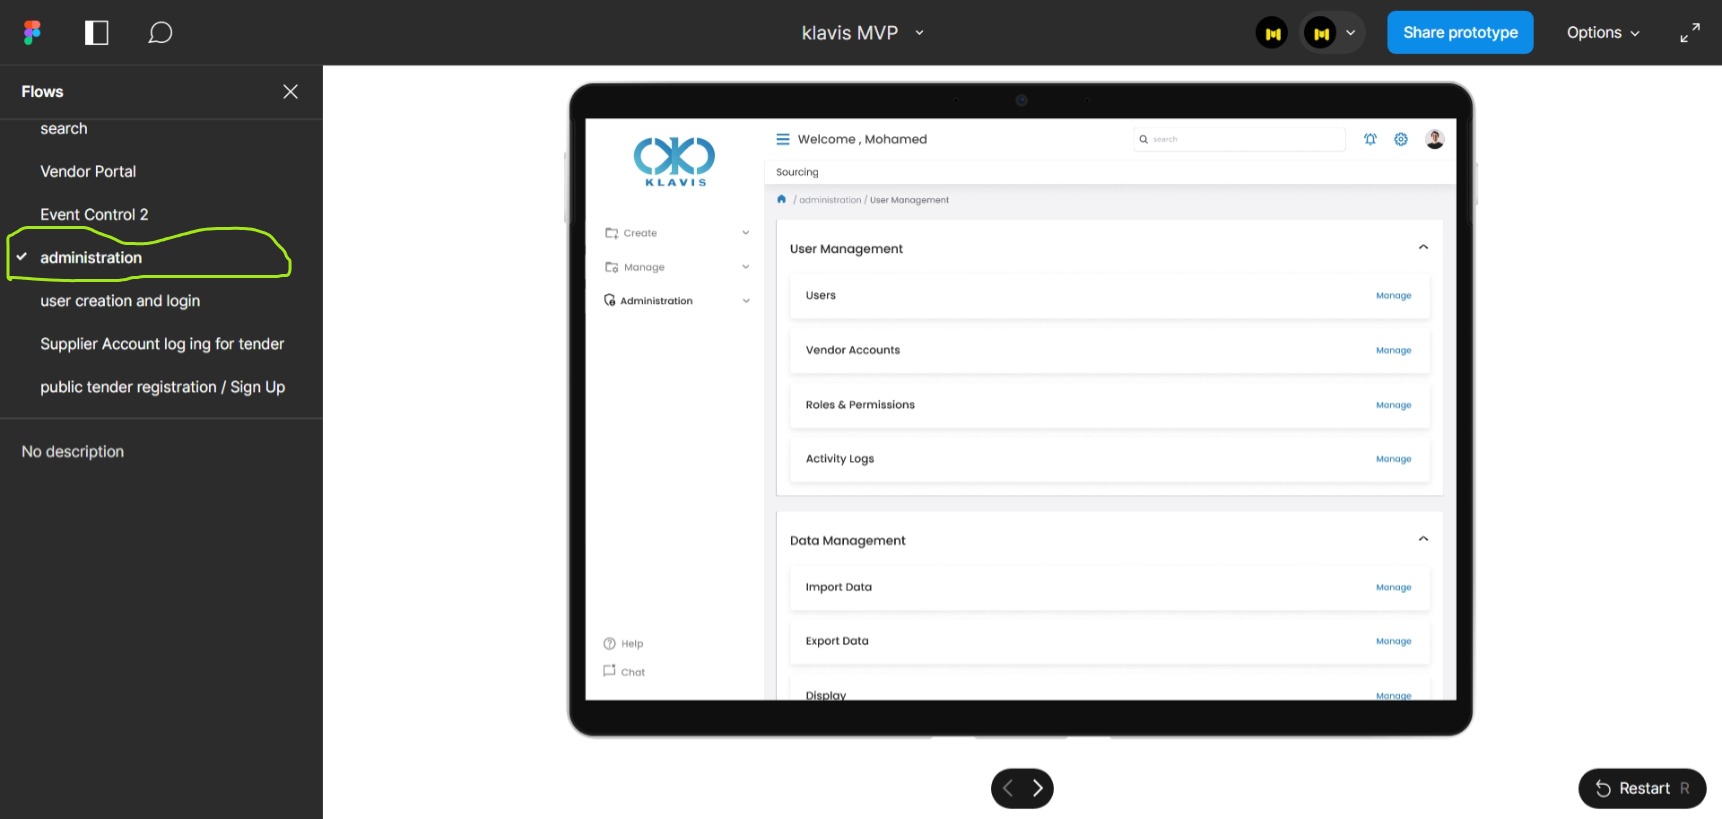 klavis MVP
Share prototype
Options
Flows
search
Vendor Portal
Event Control 2
administration
user creation and login
Supplier Account log ing for tender
public tender registration / Sign Up
No description
KLAVIS
Welcome , Mohamed
search
Sourcing
/ administration / User Management
Create
Manage
Administration
Help
Chat
User Management
Users Manage
Vendor Accounts Manage
Roles & Permissions Manage
Activity Logs Manage
Data Management
Import Data Manage
Export Data Manage
Display Manage
Restart R